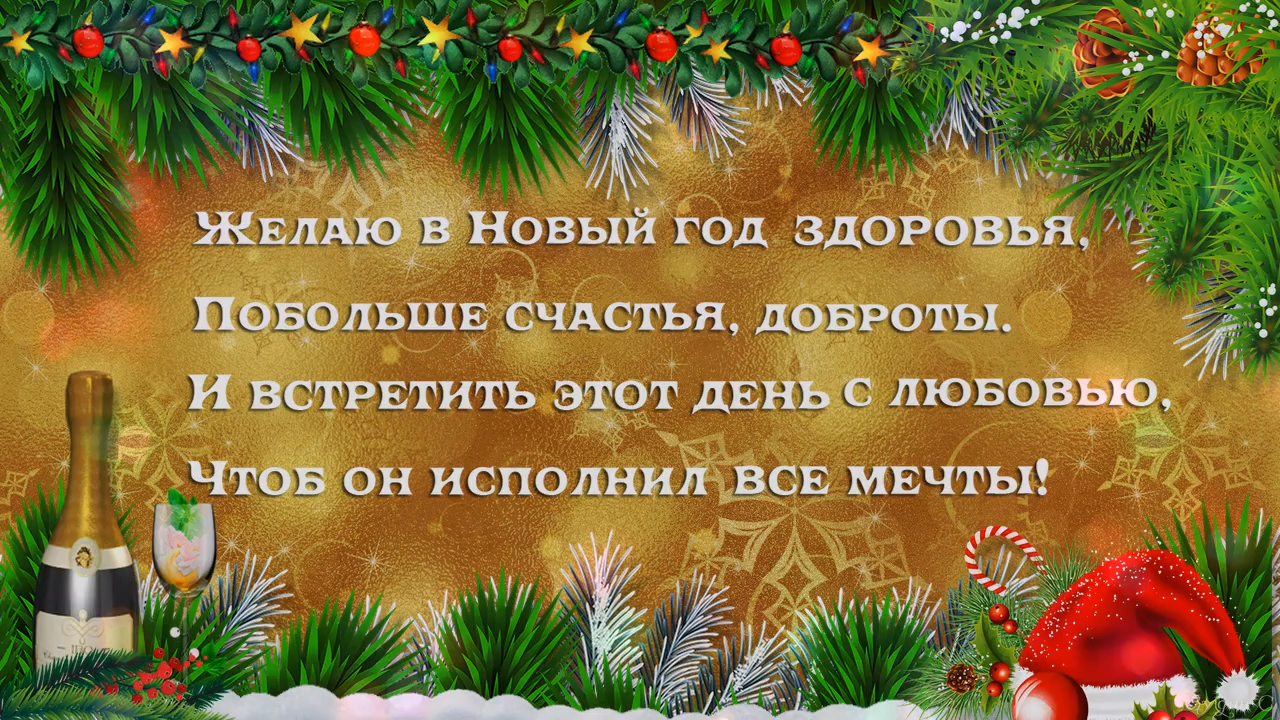 Желаю в Новый год здоровья,
Побольше счастья, доброты.
И встретить этот день с любовью,
Чтоб он исполнил все мечты!